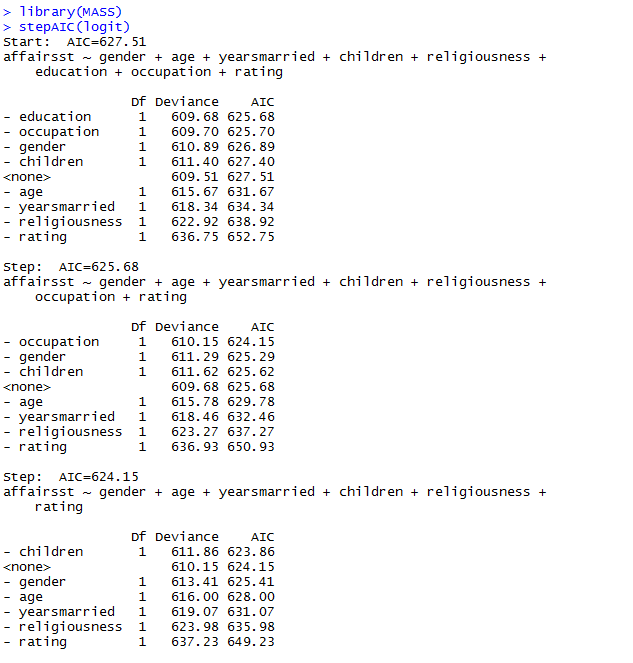 > library(MASS)
> stepAIC(logit)
Start:  AIC=627.51
affairsst ~ gender + age + yearsmarried + children + religiousness +
    education + occupation + rating

                Df Deviance    AIC
- education      1   609.68 625.68
- occupation     1   609.70 625.70
- gender         1   610.89 626.89
- children       1   611.40 627.40
<none>               609.51 627.51
- age            1   615.67 631.67
- yearsmarried   1   618.34 634.34
- religiousness  1   622.92 638.92
- rating         1   636.75 652.75

Step:  AIC=625.68
affairsst ~ gender + age + yearsmarried + children + religiousness +
    occupation + rating

                Df Deviance    AIC
- occupation     1   610.15 624.15
- gender         1   611.29 625.29
- children       1   611.62 625.62
<none>               609.68 625.68
- age            1   615.78 629.78
- yearsmarried   1   618.46 632.46
- religiousness  1   623.27 637.27
- rating         1   636.93 650.93

Step:  AIC=624.15
affairsst ~ gender + age + yearsmarried + children + religiousness +
    rating

                Df Deviance    AIC
- children       1   611.86 623.86
<none>               610.15 624.15
- gender         1   613.41 625.41
- age            1   616.00 628.00
- yearsmarried   1   619.07 631.07
- religiousness  1   623.98 635.98
- rating         1   637.23 649.23